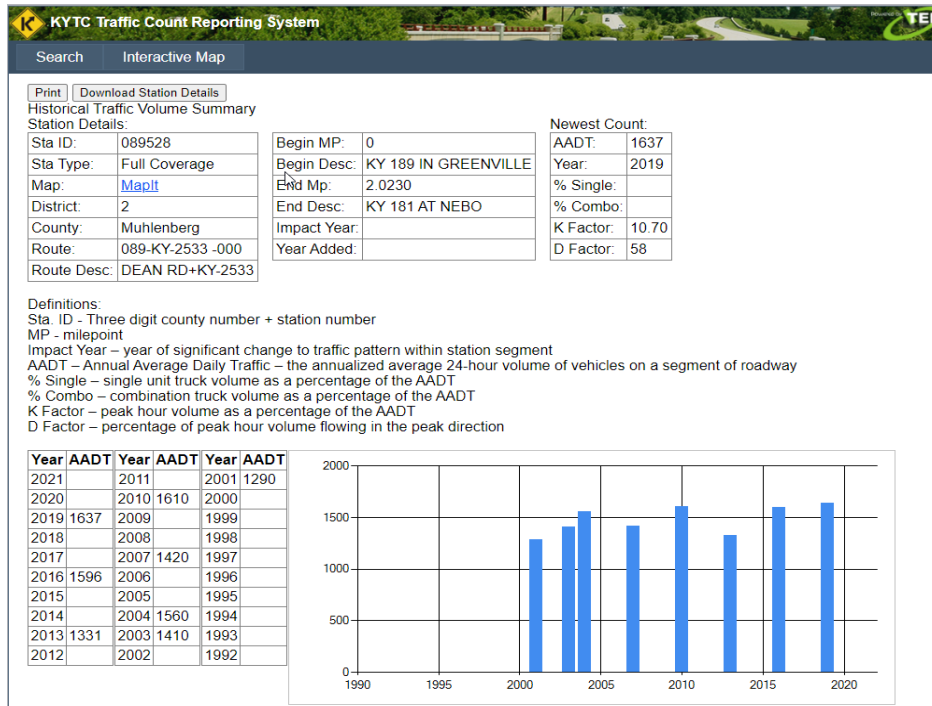 KYTC Traffic Count Reporting System
Search Interactive Map
Print Download Station Details
Historical Traffic Volume Summary
Station Details:
Sta ID: 089528
Sta Type: Full Coverage
Map: MapIt
District: 2
County: Muhlenberg
Route: 089-KY-2533 -000
Route Desc: DEAN RD+KY-2533
Begin MP: 0
Begin Desc: KY 189 IN GREENVILLE
End Mp: 2.0230
End Desc: KY 181 AT NEBO
Impact Year:
Year Added:
Newest Count:
AADT: 1637
Year: 2019
% Single:
% Combo:
K Factor: 10.70
D Factor: 58
Definitions:
Sta. ID - Three digit county number + station number
MP - milepoint
Impact Year – year of significant change to traffic pattern within station segment
AADT – Annual Average Daily Traffic – the annualized average 24-hour volume of vehicles on a segment of roadway
% Single – single unit truck volume as a percentage of the AADT
% Combo – combination truck volume as a percentage of the AADT
K Factor – peak hour volume as a percentage of the AADT
D Factor – percentage of peak hour volume flowing in the peak direction
Year AADT Year AADT Year AADT
2021 2011 2001 1290
2020 2010 1610 2000
2019 1637 2009 1999
2018 2008 1998
2017 2007 1420 1997
2016 1596 2006 1996
2015 2005 1995
2014 2004 1560 1994
2013 1331 2003 1410 1993
2012 2002 1992
2000
1500
1000
500
0
1990 1995 2000 2005 2010 2015 2020